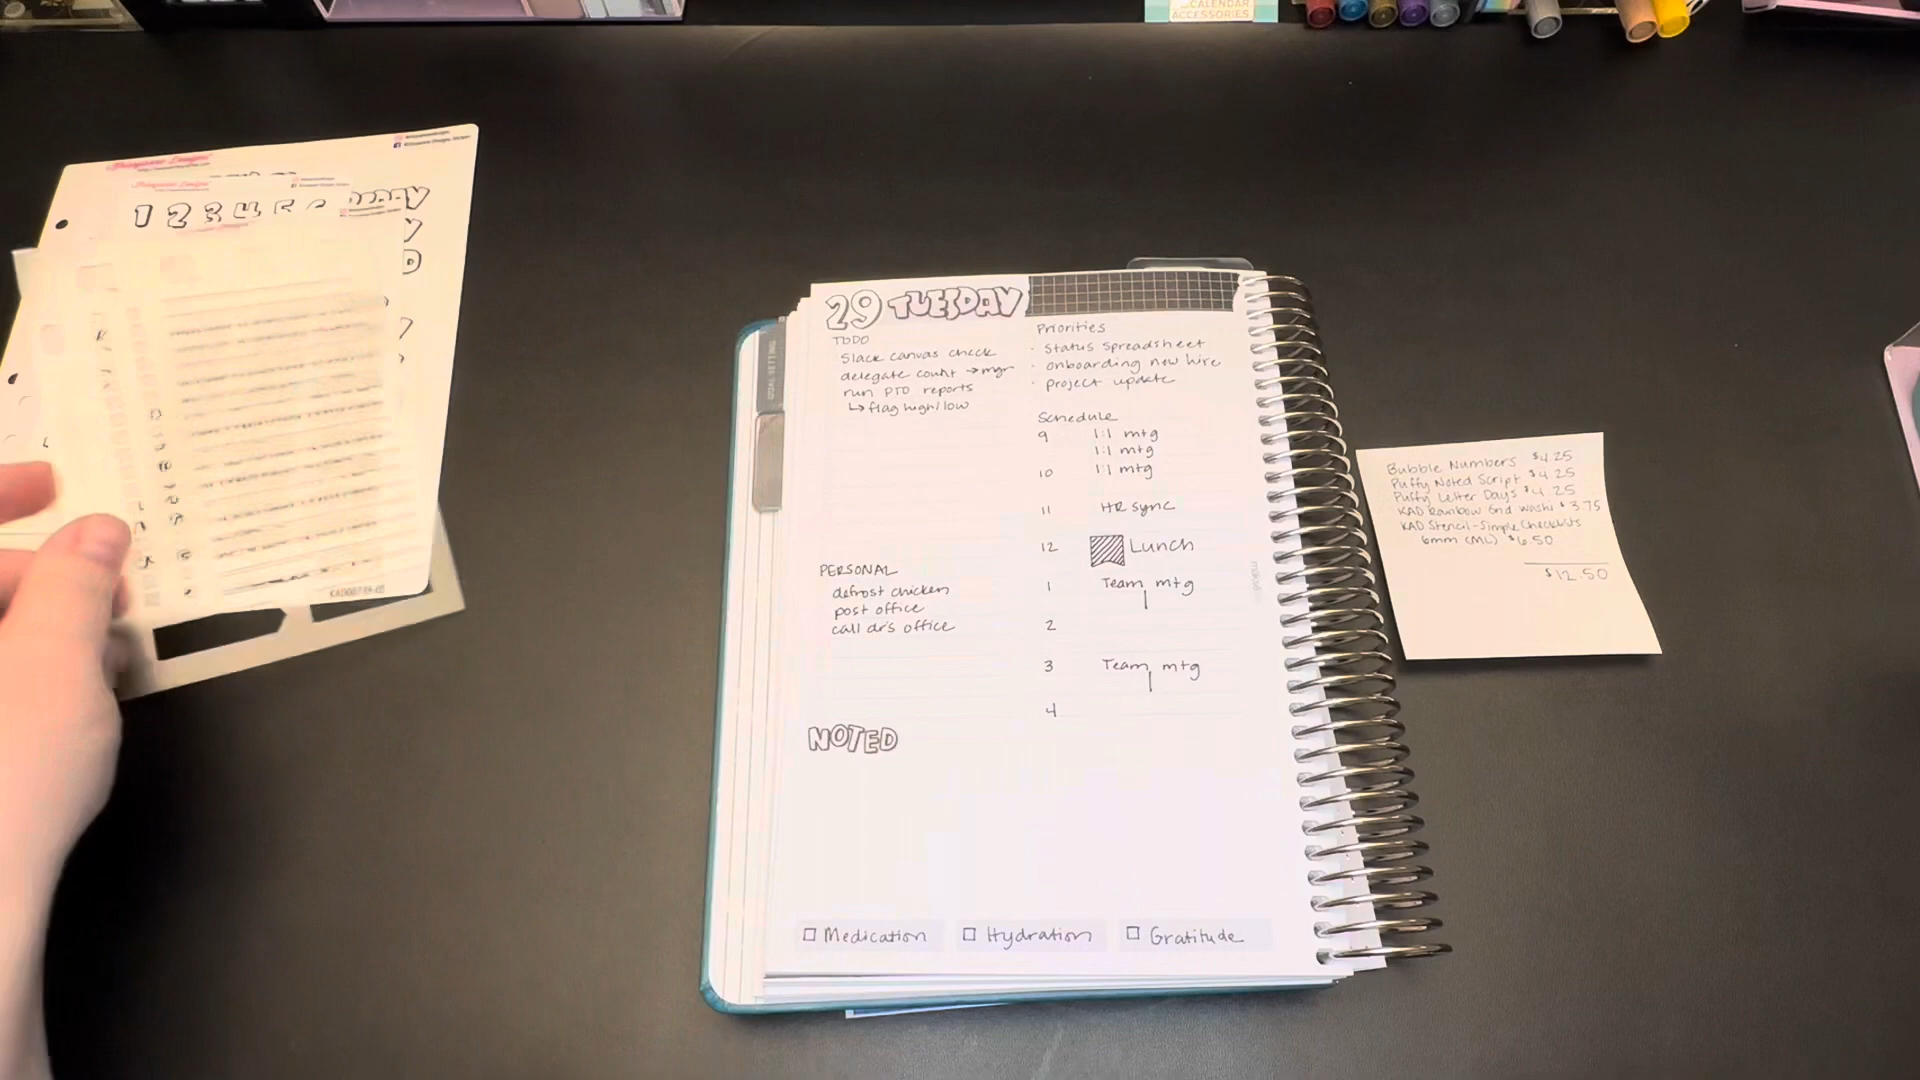 CALENDAR
ACCESSORIES
1 2 3 4 5
29 TUESDAY
TODO
Slack canvas check
delegate count → mgr
run PTO reports
↳ flag high/low
Priorities
· Status Spreadsheet
· onboarding new hire
· project update
Schedule
9 1:1 mtg
1:1 mtg
10 1:1 mtg
11 HR sync
12 Lunch
1 Team mtg
2
3 Team mtg
4
PERSONAL
defrost chicken
post office
call dr's office
NOTED
☐ Medication ☐ Hydration ☐ Gratitude
Bubble Numbers $4.25
Puffy Noted Script $4.25
Puffy Letter Days $4.25
KAD Rainbow Grid Washi $3.75
KAD Stencil - Simple Checklists
6mm (ML) $6.50
$12.50